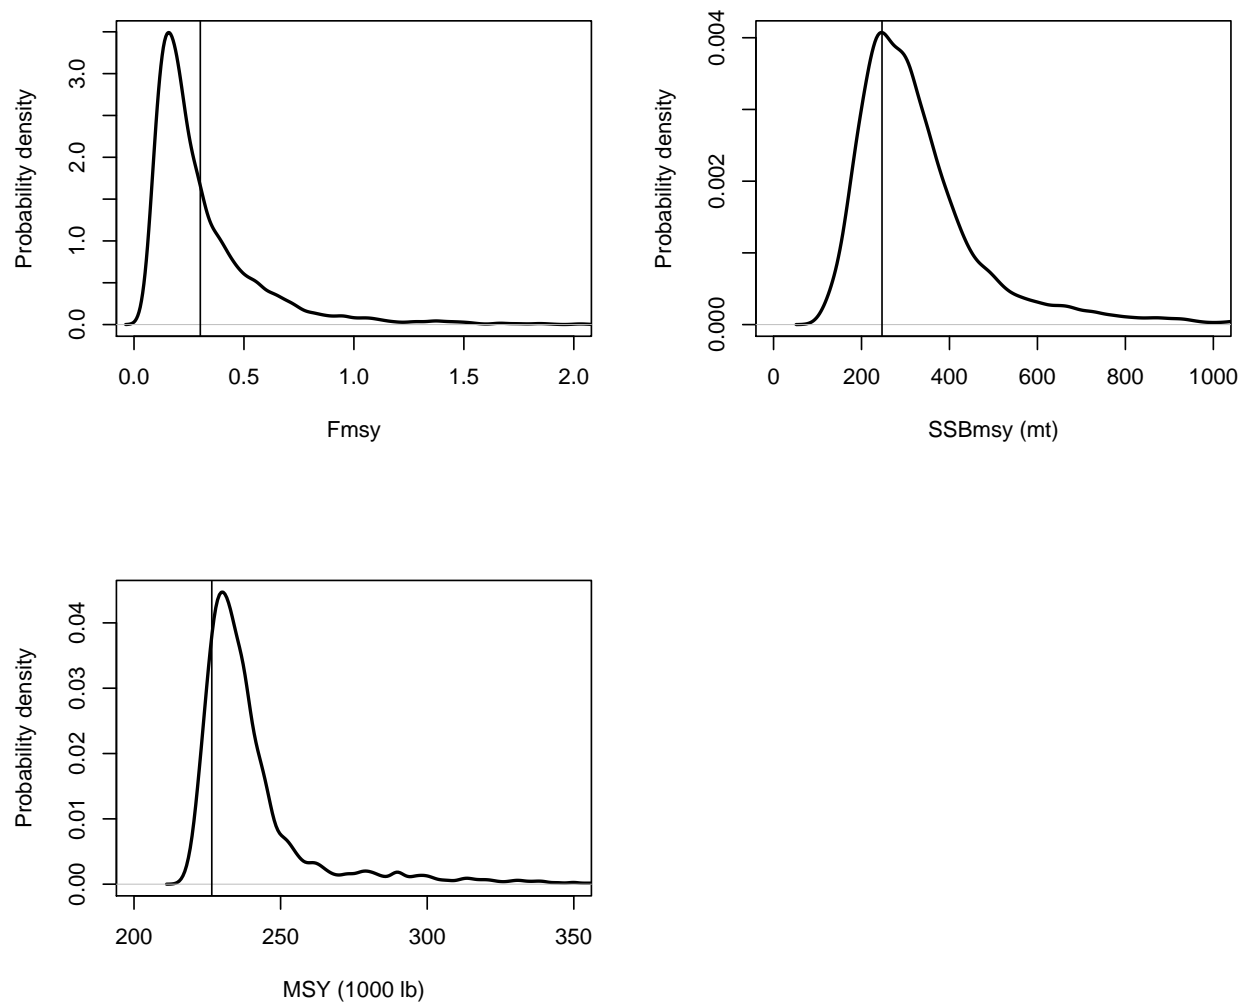 Probability density
0.0 1.0 2.0 3.0
0.0 0.5 1.0 1.5 2.0
Fmsy
Probability density
0.000 0.002 0.004
0 200 400 600 800 1000
SSBmsy (mt)
Probability density
0.00 0.01 0.02 0.03 0.04
200 250 300 350
MSY (1000 lb)